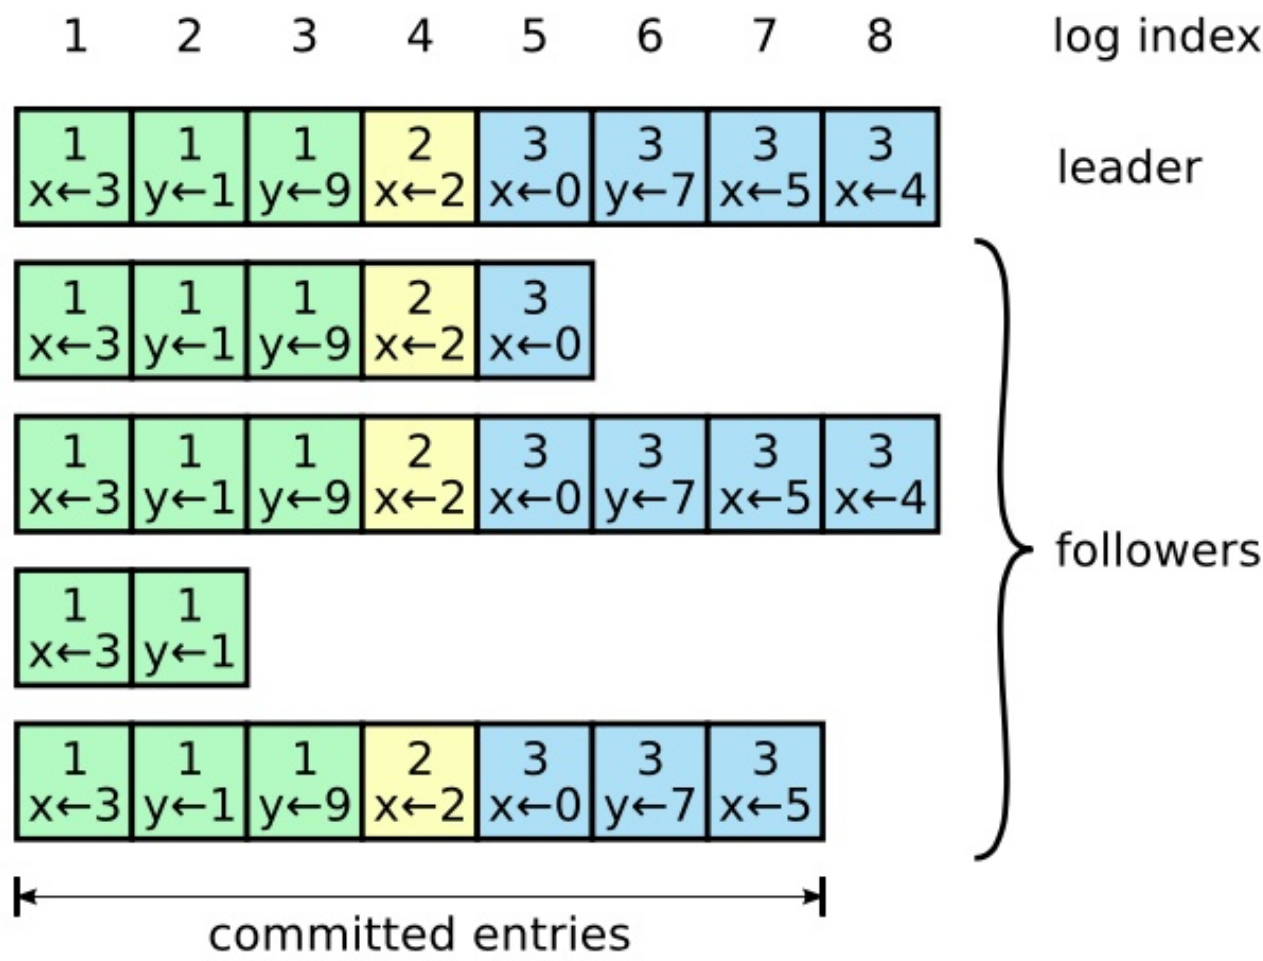 1 2 3 4 5 6 7 8 log index
1 1 1 2 3 3 3 3
x←3 y←1 y←9 x←2 x←0 y←7 x←5 x←4
leader
1 1 1 2 3
x←3 y←1 y←9 x←2 x←0
1 1 1 2 3 3 3 3
x←3 y←1 y←9 x←2 x←0 y←7 x←5 x←4
followers
1 1
x←3 y←1
1 1 1 2 3 3 3
x←3 y←1 y←9 x←2 x←0 y←7 x←5
committed entries